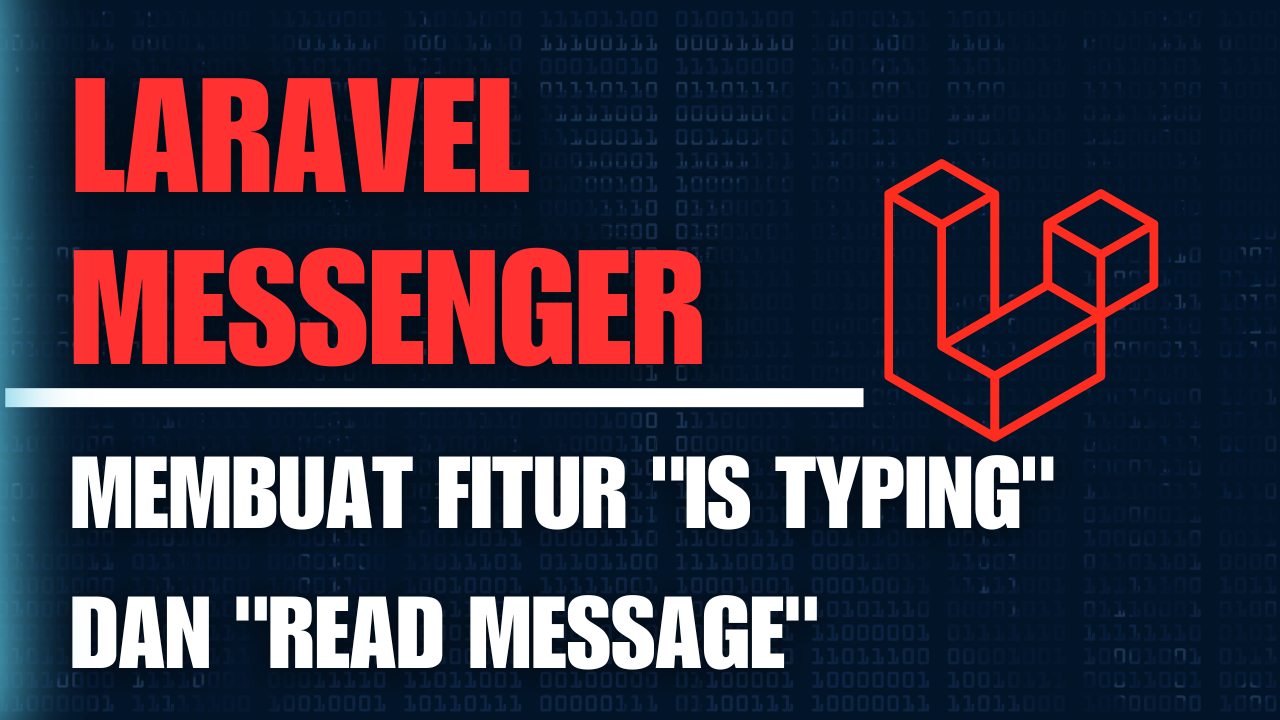 LARAVEL
MESSENGER
MEMBUAT FITUR "IS TYPING"
DAN "READ MESSAGE"